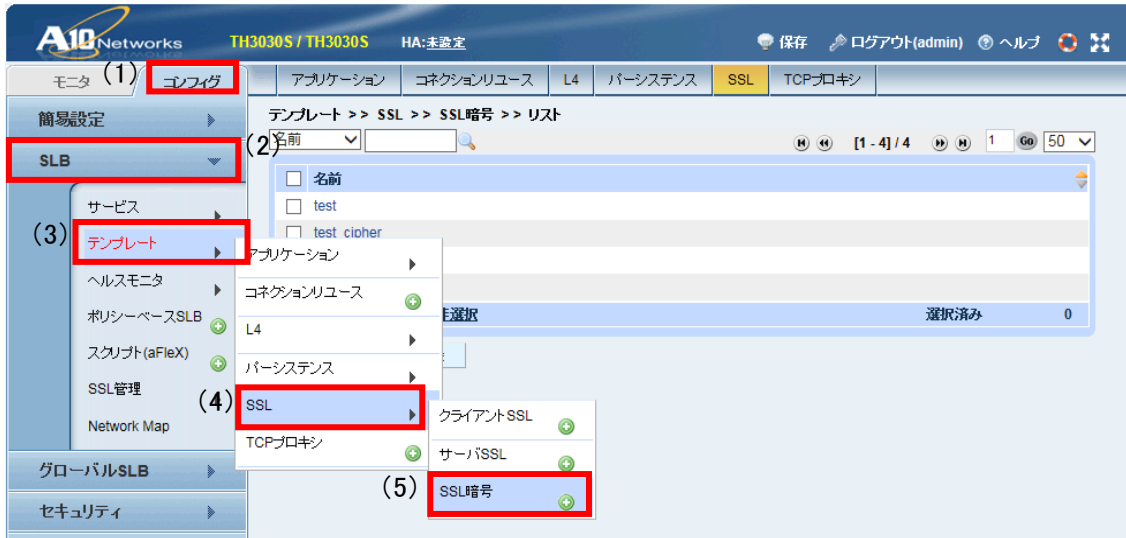 A10 Networks TH3030S / TH3030S HA:未設定 保存 ログアウト(admin) ヘルプ
モニタ (1) コンフィグ アプリケーション コネクションリユース L4 パーシステンス SSL TCPプロキシ
簡易設定 テンプレート >> SSL >> SSL暗号 >> リスト
(2) 名前 [1 - 4] / 4 1 Go 50
SLB
名前
サービス test
(3) テンプレート test_cipher
アプリケーション
ヘルスモニタ コネクションリユース
ポリシーベースSLB L4 非選択 選択済み 0
スクリプト(aFleX) パーシステンス
SSL管理 (4) SSL クライアントSSL
Network Map TCPプロキシ サーバSSL
グローバルSLB (5) SSL暗号
セキュリティ